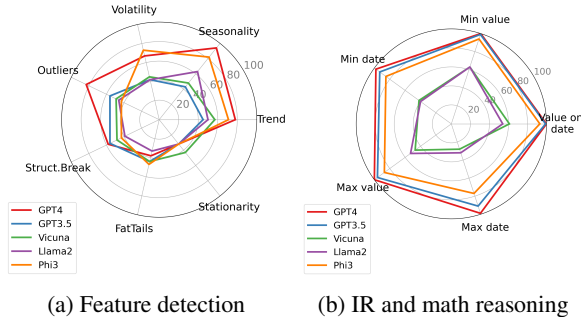 Volatility
Seasonality
Outliers
100
80
60
40
20
Trend
Struct.Break
FatTails
Stationarity
GPT4
GPT3.5
Vicuna
Llama2
Phi3
(a) Feature detection
Min value
Min date
100
80
60
40
20
Value on
date
Max value
Max date
GPT4
GPT3.5
Vicuna
Llama2
Phi3
(b) IR and math reasoning